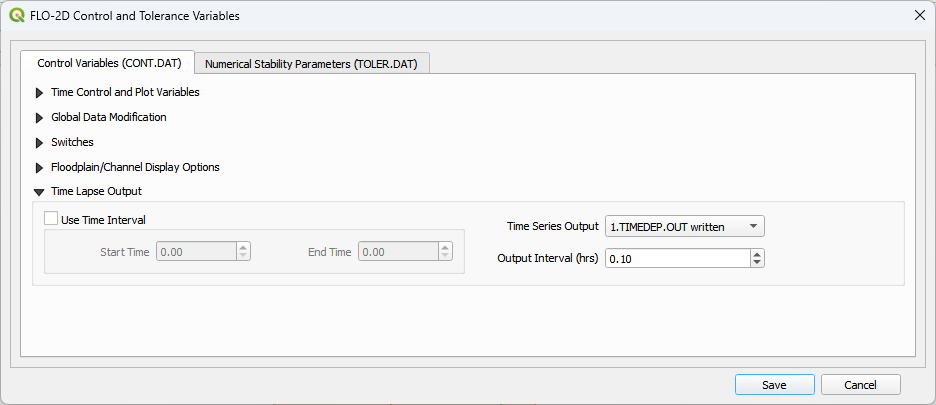 FLO-2D Control and Tolerance Variables
Control Variables (CONT.DAT)
Numerical Stability Parameters (TOLER.DAT)
Time Control and Plot Variables
Global Data Modification
Switches
Floodplain/Channel Display Options
Time Lapse Output
Use Time Interval
Start Time 0.00
End Time 0.00
Time Series Output 1.TIMEDEP.OUT written
Output Interval (hrs) 0.10
Save
Cancel